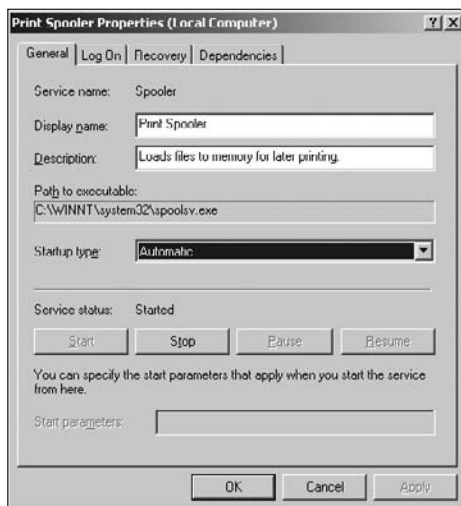 Print Spooler Properties (Local Computer)
General Log On Recovery Dependencies
Service name: Spooler
Display name: Print Spooler
Description: Loads files to memory for later printing.
Path to executable:
C:\WINNT\system32\spoolsv.exe
Startup type: Automatic
Service status: Started
Start Stop Pause Resume
You can specify the start parameters that apply when you start the service
from here.
Start parameters:
OK Cancel Apply